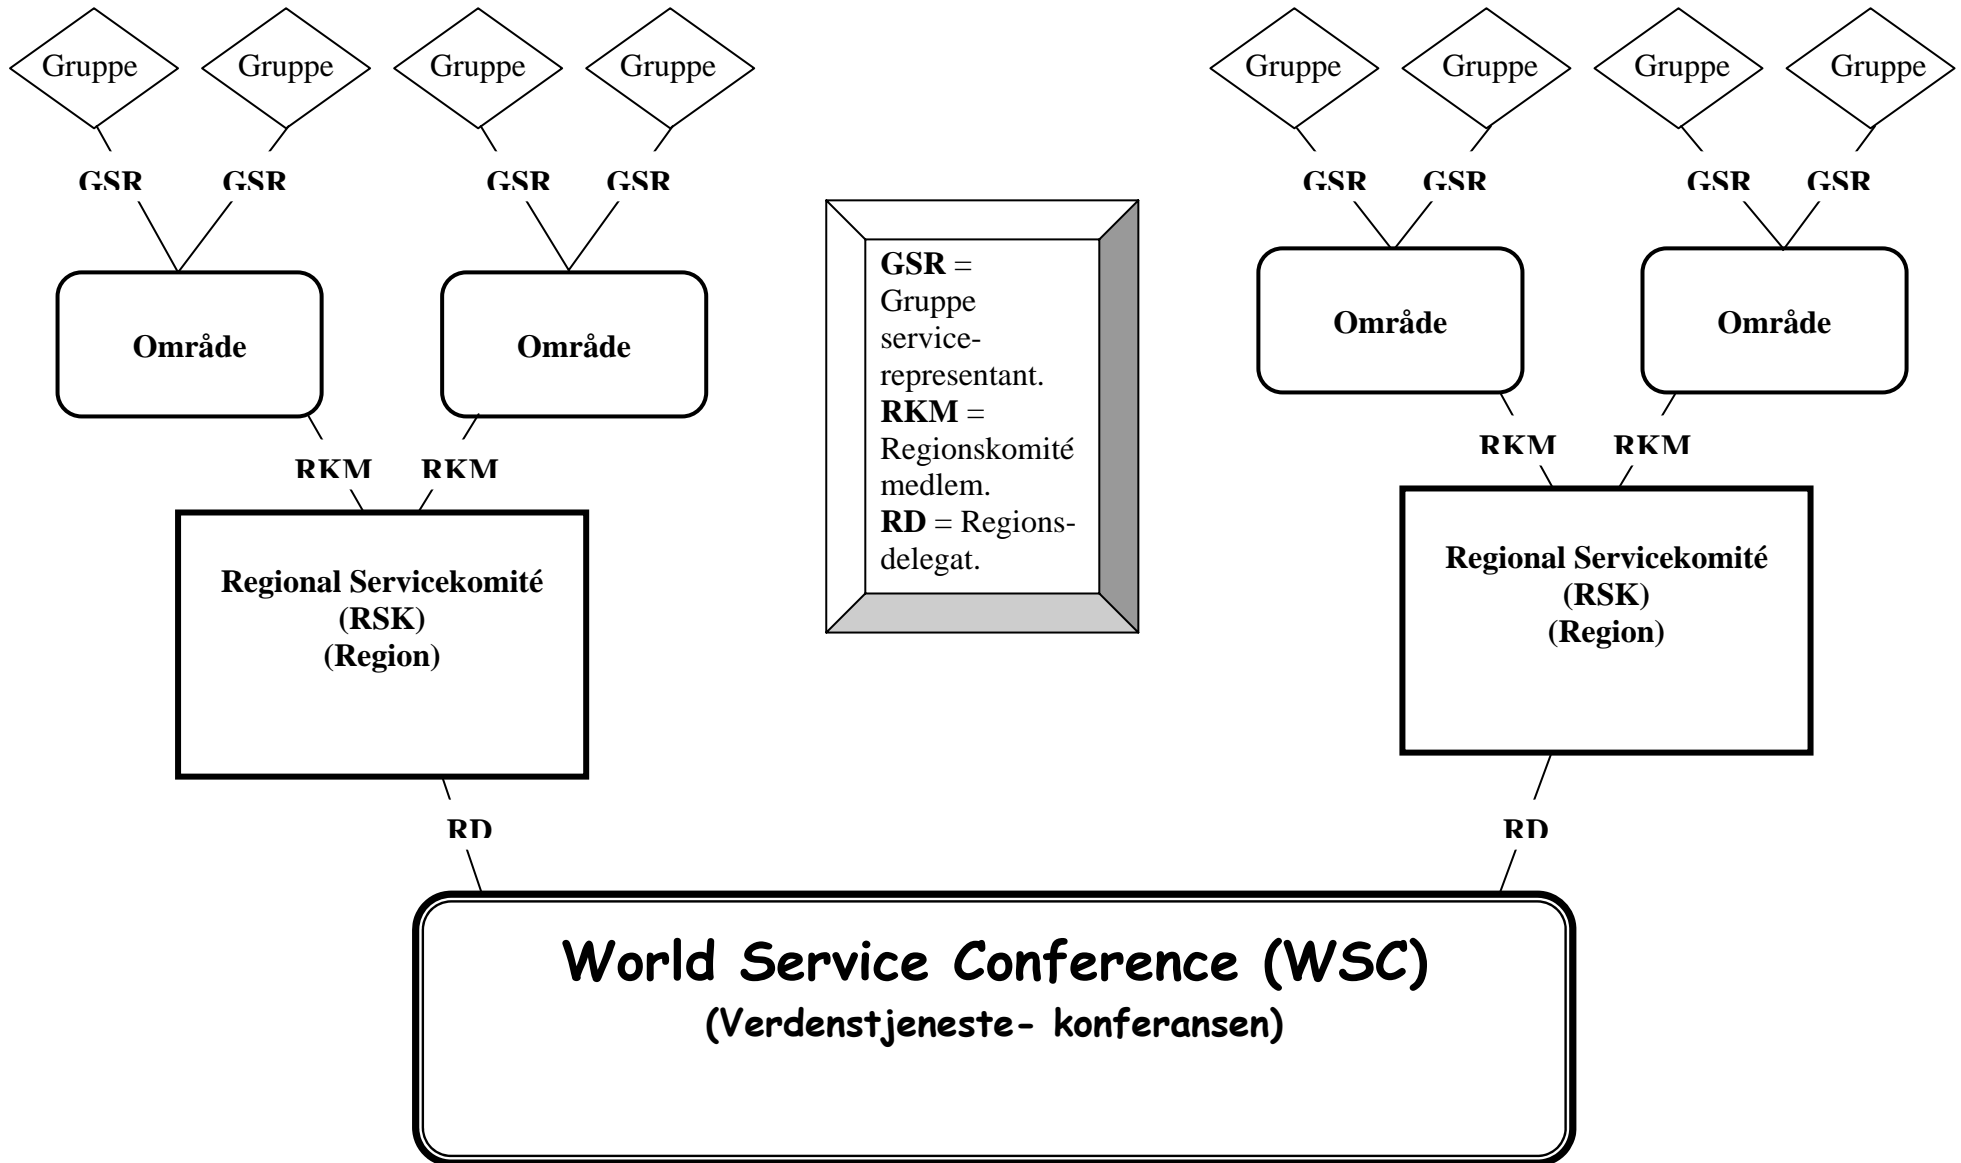 Gruppe Gruppe Gruppe Gruppe Gruppe Gruppe Gruppe Gruppe
GSR GSR GSR GSR GSR GSR GSR GSR
GSR =
Gruppe
service-
representant.
RKM =
Regionskomité
medlem.
RD = Regions-
delegat.
Område Område Område Område
RKM RKM RKM RKM
Regional Servicekomité
(RSK)
(Region)
Regional Servicekomité
(RSK)
(Region)
RD RD
World Service Conference (WSC)
(Verdenstjeneste- konferansen)